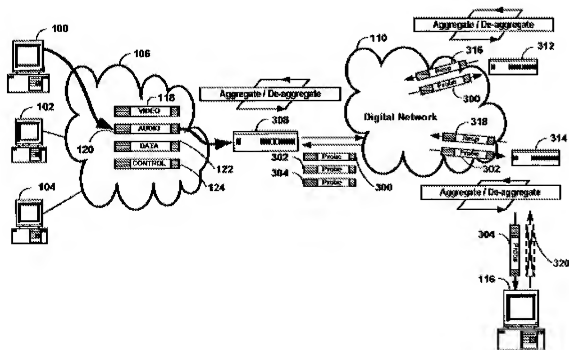 Aggregate / De-aggregate
100
106
110
316
312
118
VIDEO
Resp
Probe
300
102
Aggregate / De-aggregate
AUDIO
308
Digital Network
120
DATA
318
314
122
302
Probe
Resp
CONTROL
304
Probe
Probe
124
Probe
300
302
104
Aggregate / De-aggregate
304
Probe
320
116